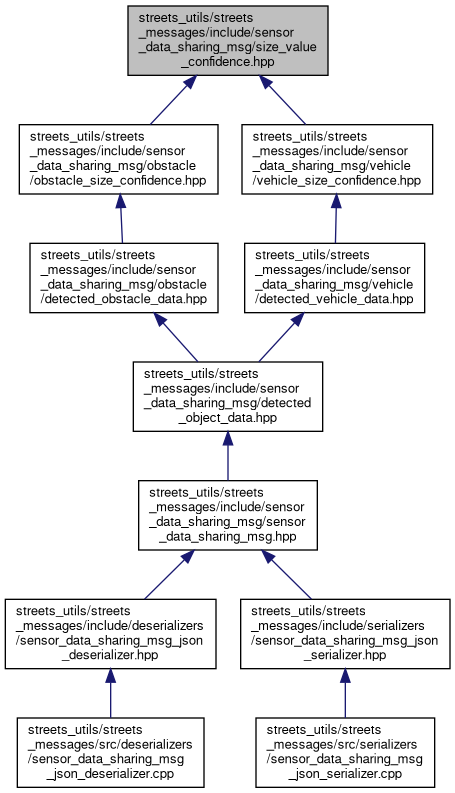 streets_utils/streets
_messages/include/sensor
_data_sharing_msg/size_value
_confidence.hpp
streets_utils/streets
_messages/include/sensor
_data_sharing_msg/obstacle
/obstacle_size_confidence.hpp
streets_utils/streets
_messages/include/sensor
_data_sharing_msg/vehicle
/vehicle_size_confidence.hpp
streets_utils/streets
_messages/include/sensor
_data_sharing_msg/obstacle
/detected_obstacle_data.hpp
streets_utils/streets
_messages/include/sensor
_data_sharing_msg/vehicle
/detected_vehicle_data.hpp
streets_utils/streets
_messages/include/sensor
_data_sharing_msg/detected
_object_data.hpp
streets_utils/streets
_messages/include/sensor
_data_sharing_msg/sensor
_data_sharing_msg.hpp
streets_utils/streets
_messages/include/deserializers
/sensor_data_sharing_msg_json
_deserializer.hpp
streets_utils/streets
_messages/include/serializers
/sensor_data_sharing_msg_json
_serializer.hpp
streets_utils/streets
_messages/src/deserializers
/sensor_data_sharing_msg
_json_deserializer.cpp
streets_utils/streets
_messages/src/serializers
/sensor_data_sharing_msg
_json_serializer.cpp